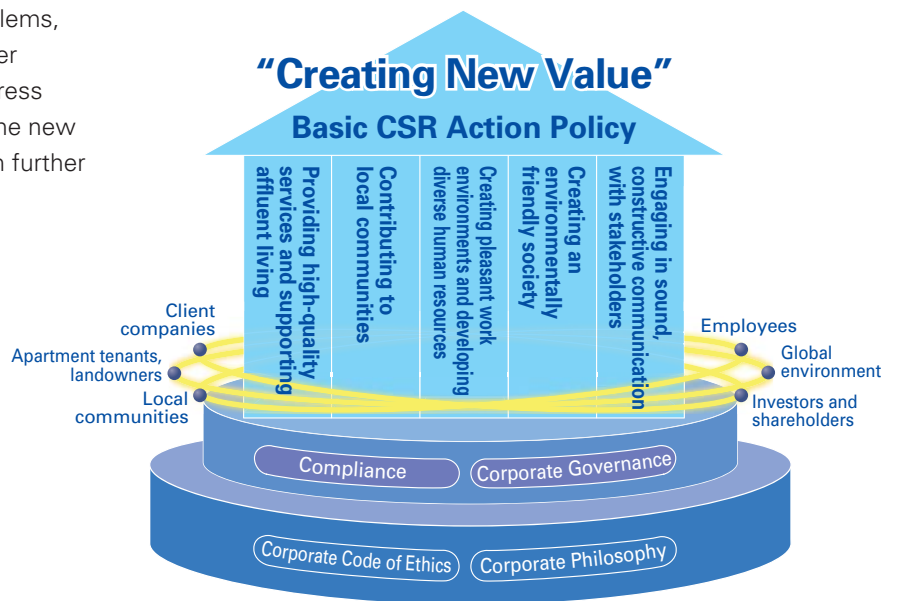 lems,
er
ress
ne new
n further
“Creating New Value”
Basic CSR Action Policy
Providing high-quality
services and supporting
affluent living
Contributing to
local communities
Creating pleasant work
environments and developing
diverse human resources
Creating an
environmentally
friendly society
Engaging in sound,
constructive communication
with stakeholders
Client
companies
Apartment tenants,
landowners
Local
communities
Employees
Global
environment
Investors and
shareholders
Compliance
Corporate Governance
Corporate Code of Ethics
Corporate Philosophy